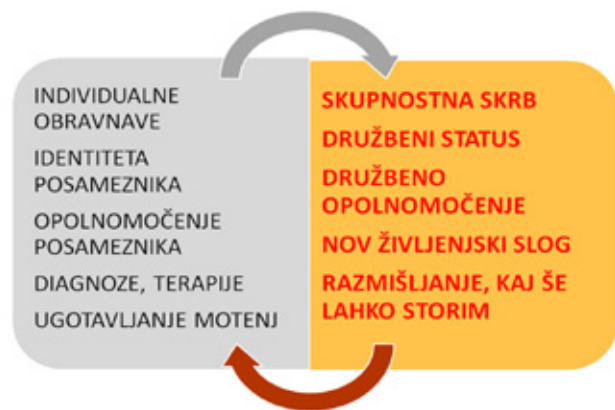 INDIVIDUALNE
OBRAVNAVE
IDENTITETA
POSAMEZNIKA
OPOLNOMOČENJE
POSAMEZNIKA
DIAGNOZE, TERAPIJE
UGOTAVLJANJE MOTENJ
SKUPNOSTNA SKRB
DRUŽBENI STATUS
DRUŽBENO
OPOLNOMOČENJE
NOV ŽIVLJENJSKI SLOG
RAZMIŠLJANJE, KAJ ŠE
LAHKO STORIM